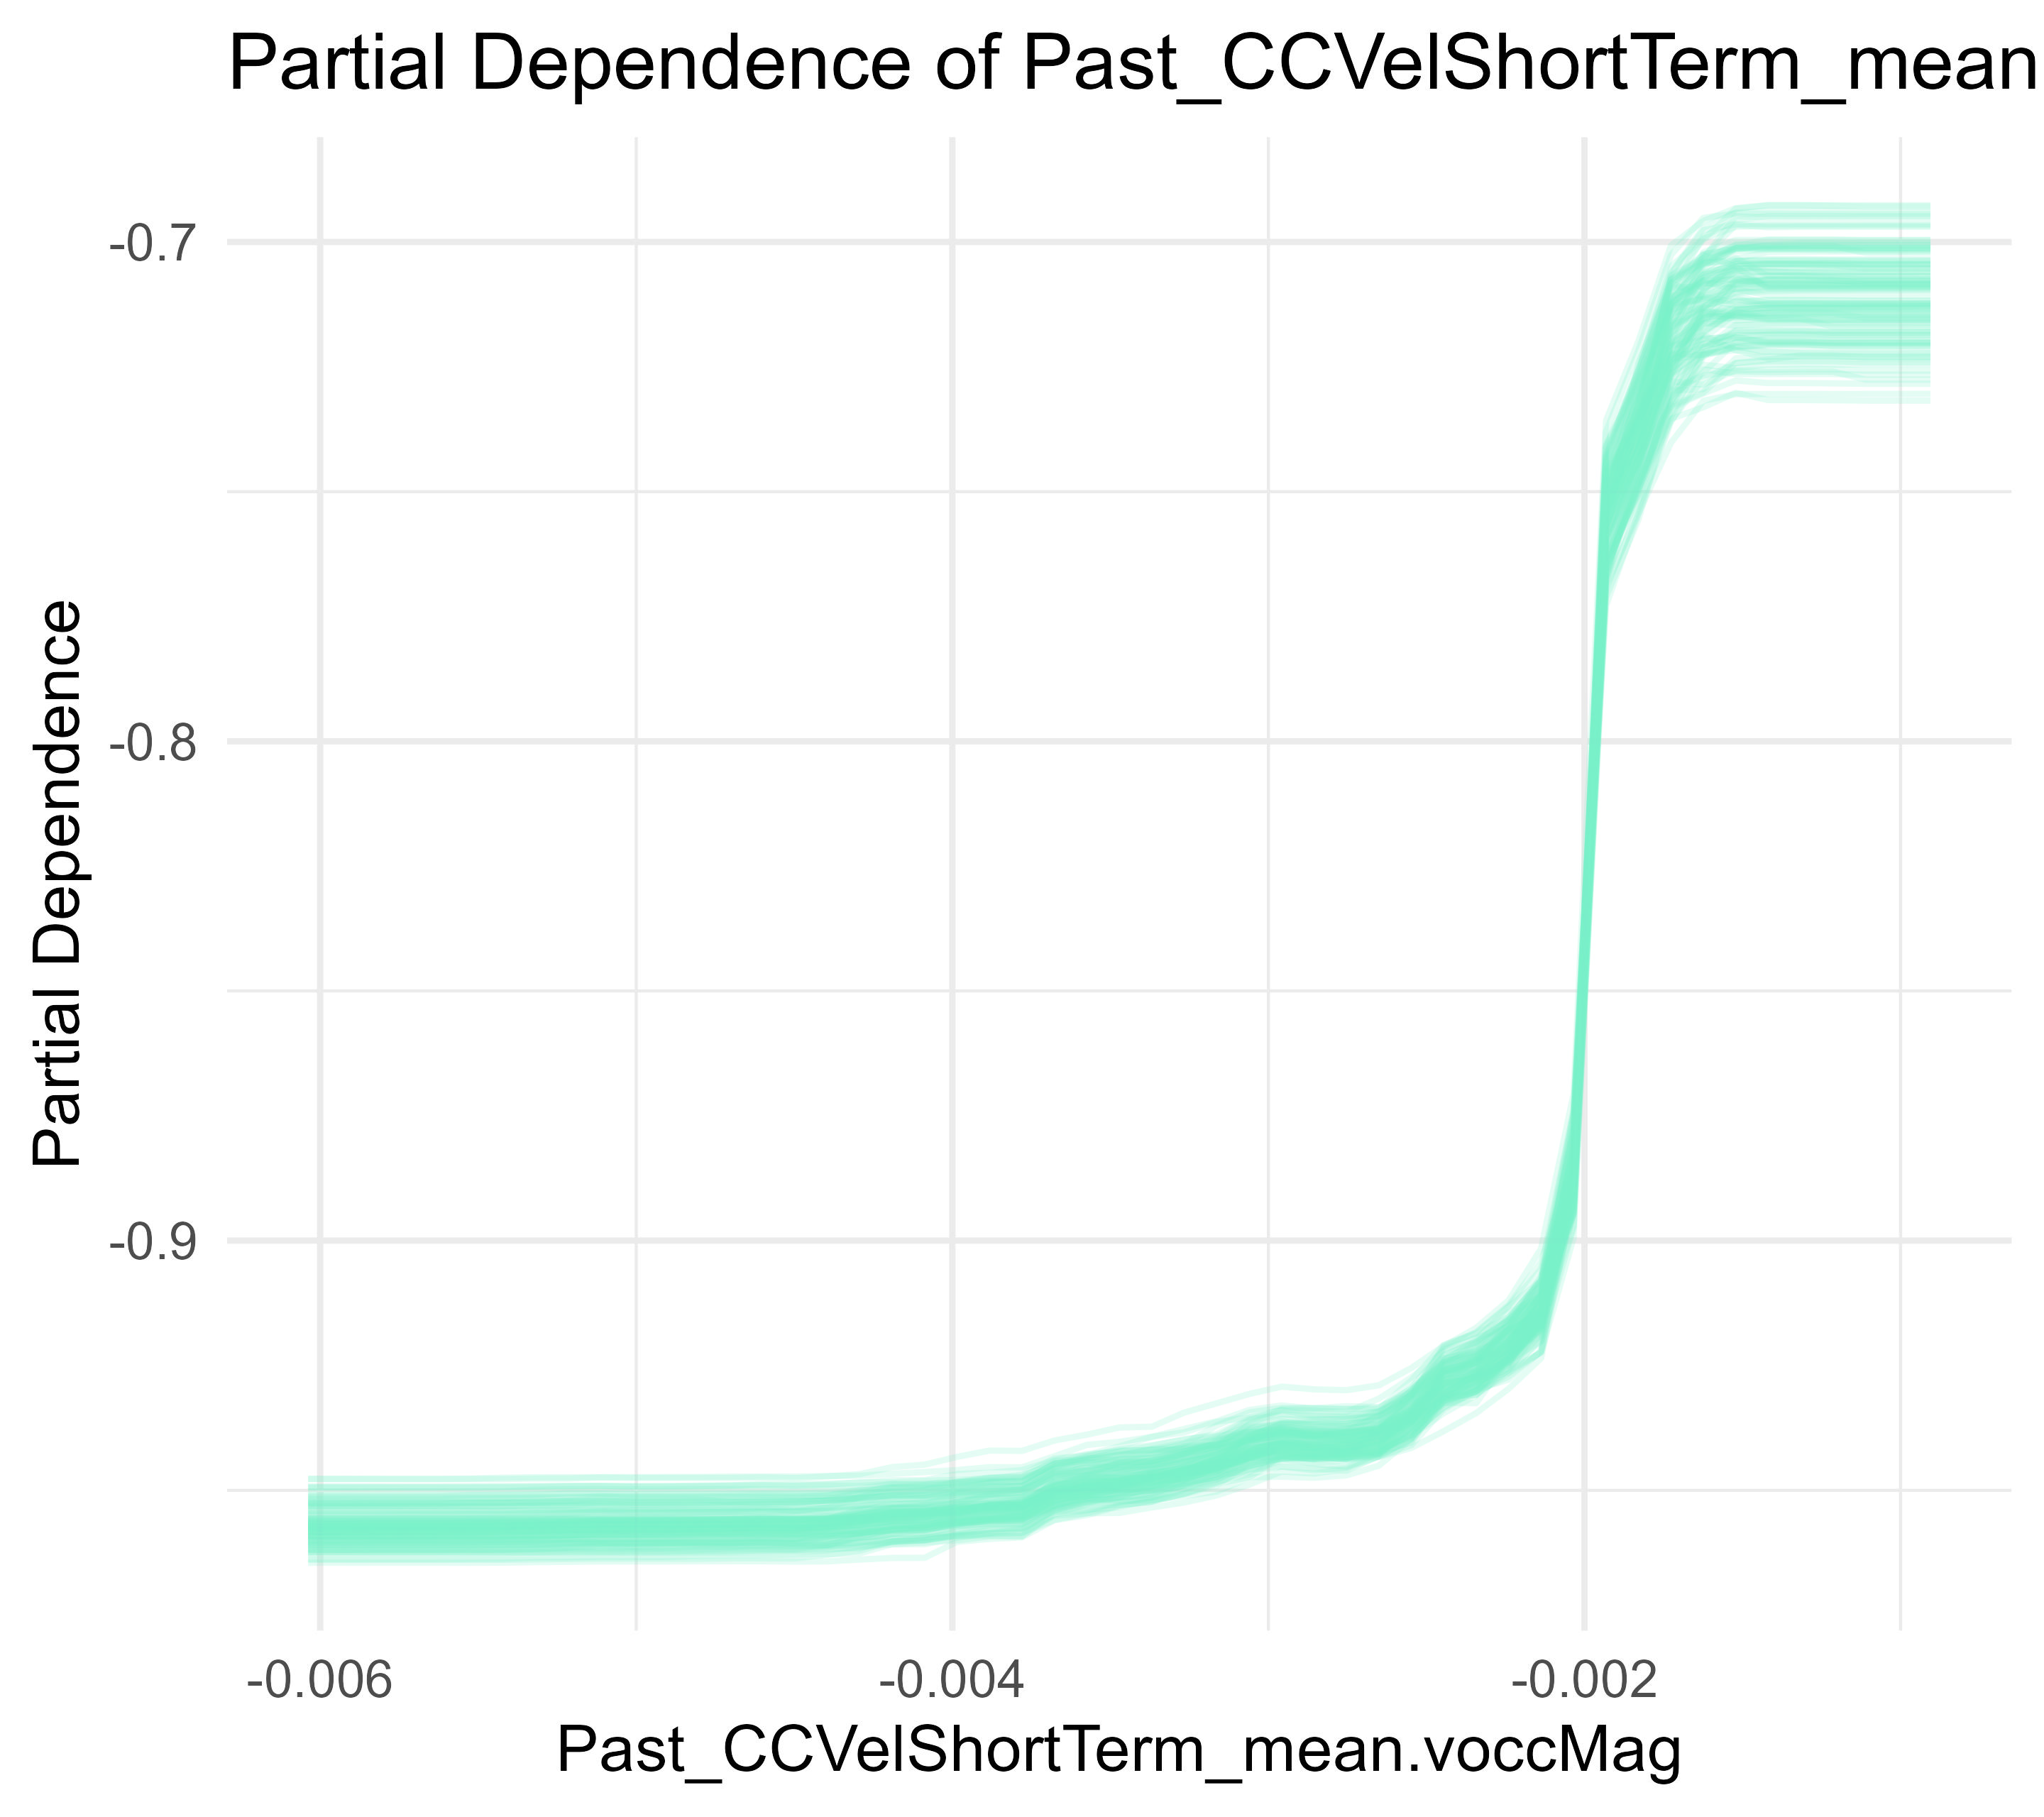 Partial Dependence of Past_CCVelShortTerm_mean
-0.7
-0.8
-0.9
Partial Dependence
-0.006 -0.004 -0.002
Past_CCVelShortTerm_mean.voccMag